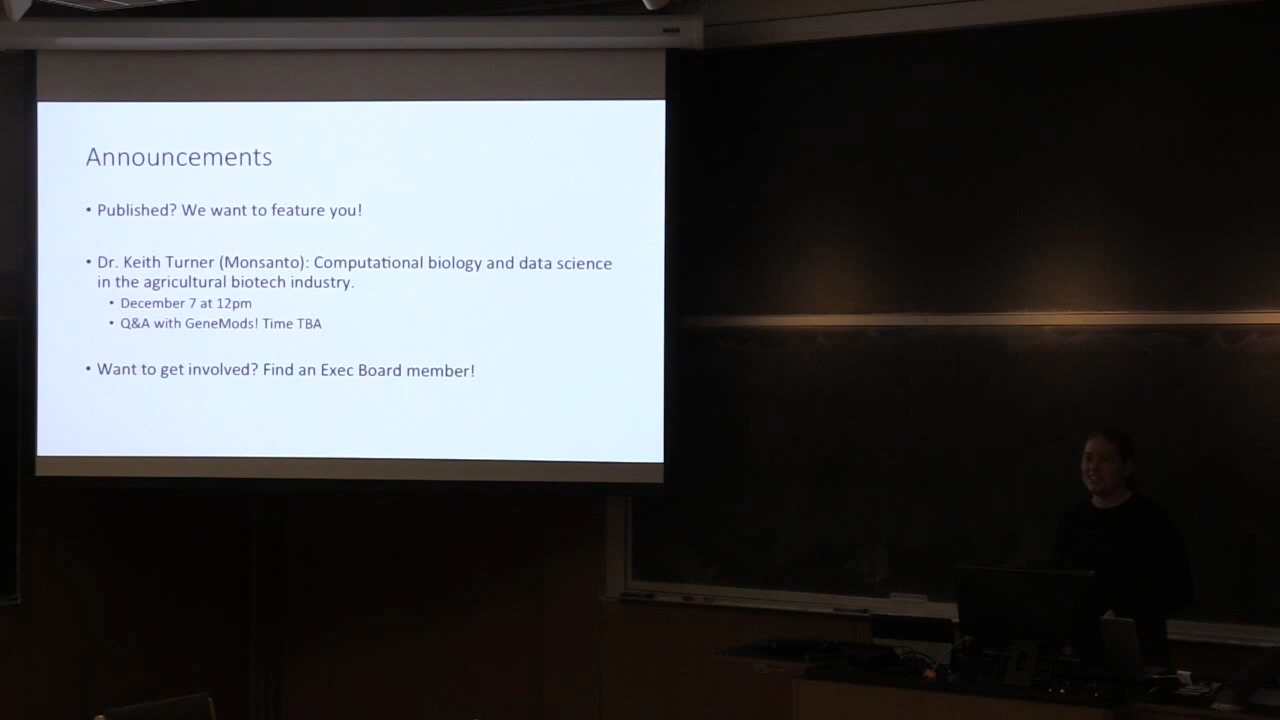 Announcements
• Published? We want to feature you!
• Dr. Keith Turner (Monsanto): Computational biology and data science
in the agricultural biotech industry.
• December 7 at 12pm
• Q&A with GeneMods! Time TBA
• Want to get involved? Find an Exec Board member!